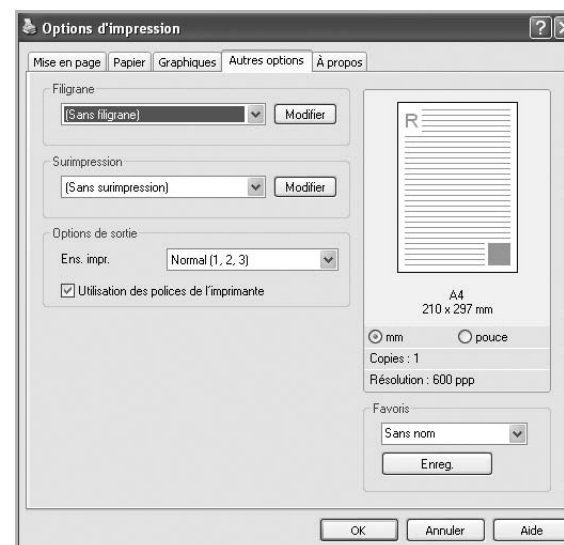 Options d'impression
Mise en page Papier Graphiques Autres options À propos
Filigrane
(Sans filigrane) Modifier
Surimpression
(Sans surimpression) Modifier
Options de sortie
Ens. impr. Normal (1, 2, 3)
Utilisation des polices de l'imprimante
R
A4
210 x 297 mm
mm pouce
Copies : 1
Résolution : 600 ppp
Favoris
Sans nom
Enreg.
OK Annuler Aide